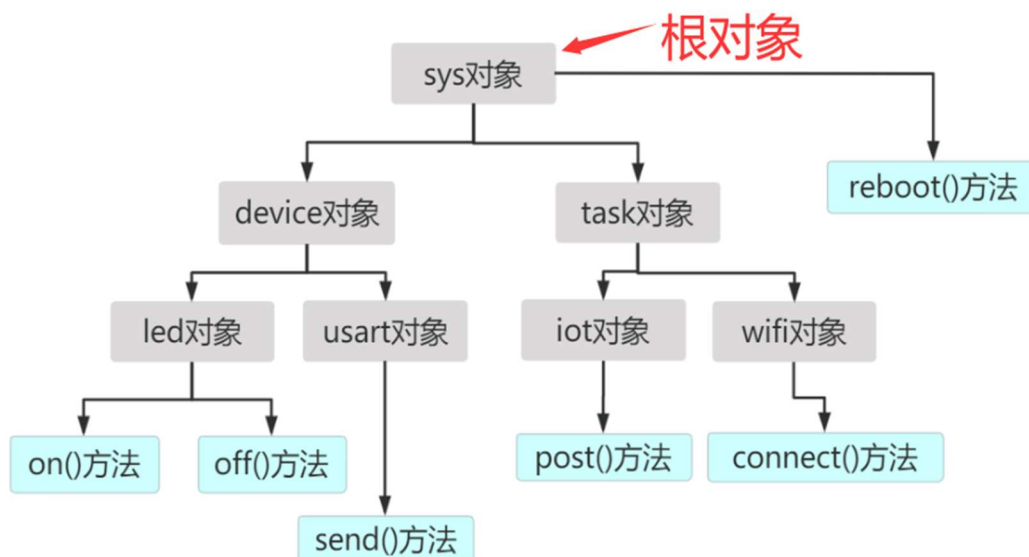 根对象
sys对象
reboot()方法
device对象
task对象
led对象
usart对象
iot对象
wifi对象
on()方法
off()方法
post()方法
connect()方法
send()方法